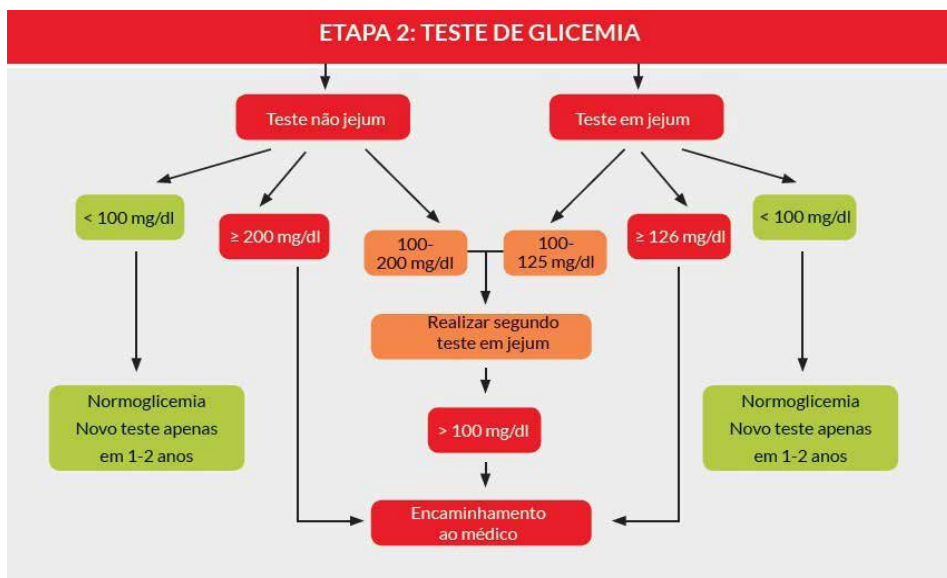 ETAPA 2: TESTE DE GLICEMIA
Teste não jejum
Teste em jejum
< 100 mg/dl
≥ 200 mg/dl
100-
200 mg/dl
100-
125 mg/dl
≥ 126 mg/dl
< 100 mg/dl
Realizar segundo
teste em jejum
Normoglicemia
Novo teste apenas
em 1-2 anos
> 100 mg/dl
Normoglicemia
Novo teste apenas
em 1-2 anos
Encaminhamento
ao médico